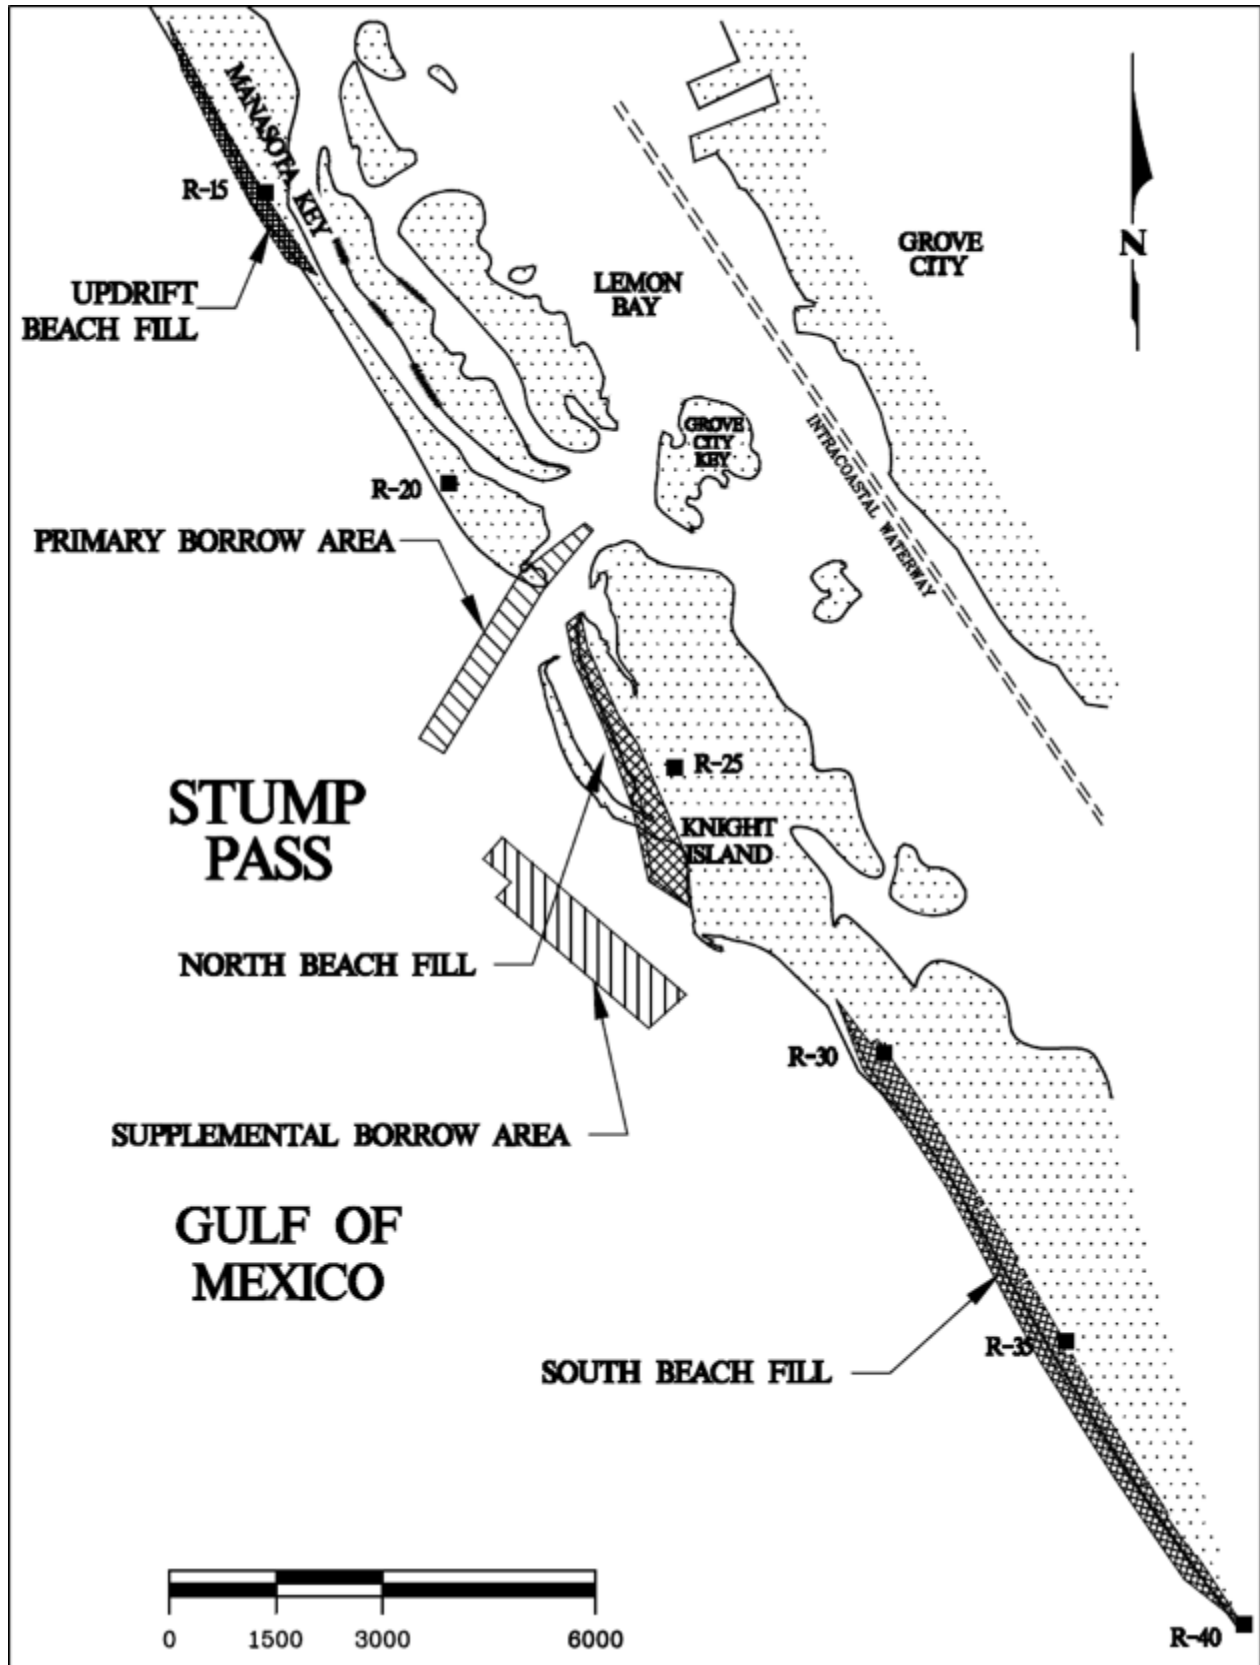 MANASOTA KEY
R-15
UPDRIFT
BEACH FILL
LEMON
BAY
GROVE
CITY
N
GROVE
CITY
KEY
INTRACOASTAL WATERWAY
R-20
PRIMARY BORROW AREA
STUMP
PASS
R-25
KNIGHT
ISLAND
NORTH BEACH FILL
R-30
SUPPLEMENTAL BORROW AREA
GULF OF
MEXICO
R-35
SOUTH BEACH FILL
0 1500 3000 6000
R-40